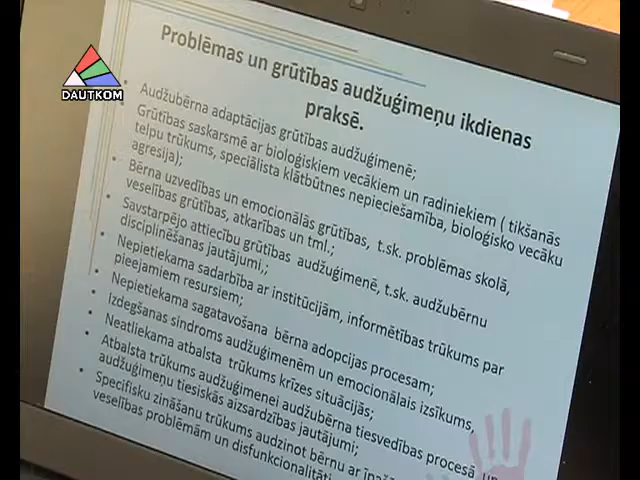 DAUTKOM
Problēmas un grūtības audžuģimeņu ikdienas
praksē.
Audžubērna adaptācijas grūtības audžuģimenē;
Grūtības saskarsmē ar bioloģiskiem vecākiem un radiniekiem ( tikšanās
telpu trūkums, speciālista klātbūtnes nepieciešamība, bioloģisko vecāku
agresija);
Bērna uzvedības un emocionālās grūtības, t.sk. problēmas skolā,
veselības grūtības, atkarības un tml.;
Savstarpējo attiecību grūtības audžuģimenē, t.sk. audžubērnu
disciplinēšanas jautājumi,;
Nepietiekama sadarbība ar institūcijām, informētības trūkums par
pieejamiem resursiem;
Nepietiekama sagatavošana bērna adopcijas procesam;
Izdegšanas sindroms audžuģimenēm un emocionālais izsīkums,
Neatliekama atbalsta trūkums krīzes situācijās;
Atbalsta trūkums audžuģimenei audžubērna tiesvedības procesā un
audžuģimeņu tiesiskās aizsardzības jautājumi;
Specifisku zināšanu trūkums audzinot bērnu ar
veselības problēmām un disfunkcionalitāti